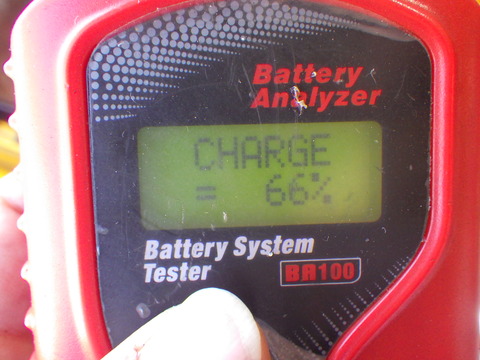 Battery
Analyzer
CHARGE
= 66%
Battery System
Tester
BR100